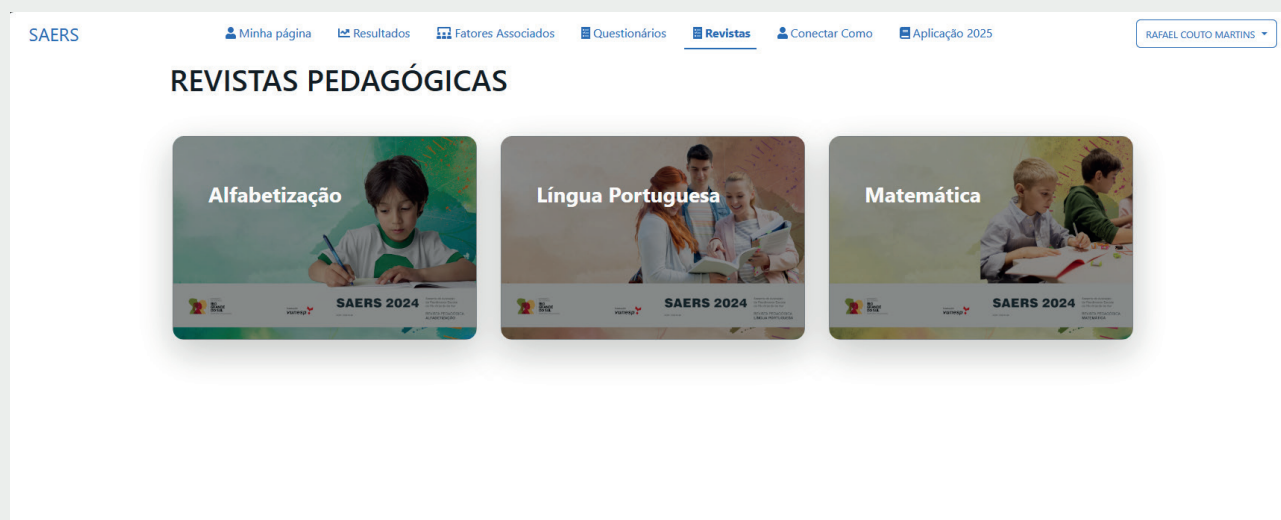 SAERS
Minha página
Resultados
Fatores Associados
Questionários
Revistas
Conectar Como
Aplicação 2025
RAFAEL COUTO MARTINS
REVISTAS PEDAGÓGICAS
Alfabetização
SAERS 2024
Língua Portuguesa
SAERS 2024
Matemática
SAERS 2024